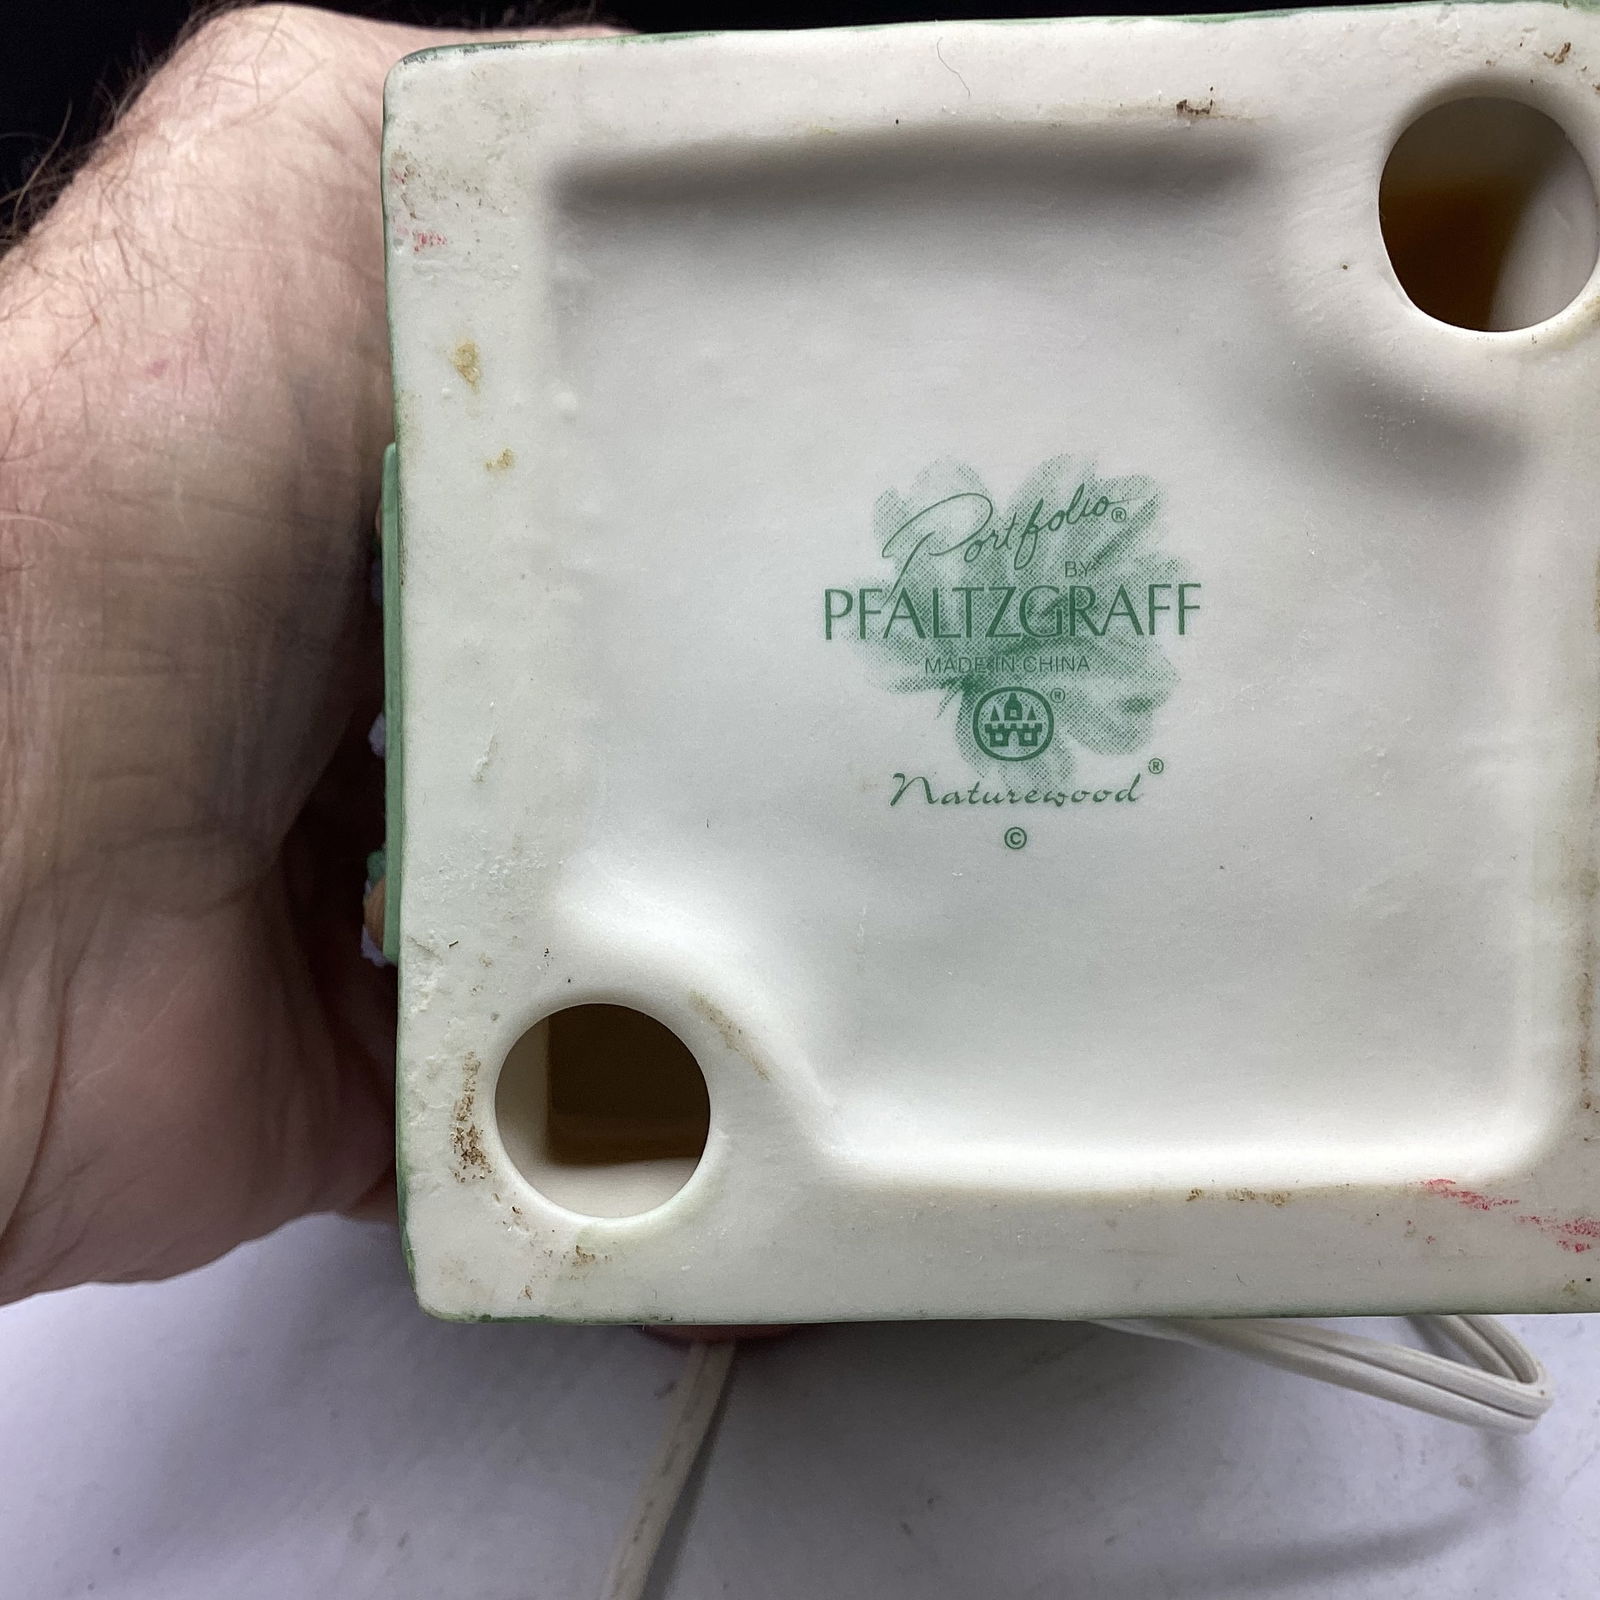 Portfolio®
BY
PFALTZGRAFF
MADE IN CHINA
®
Naturewood®
©